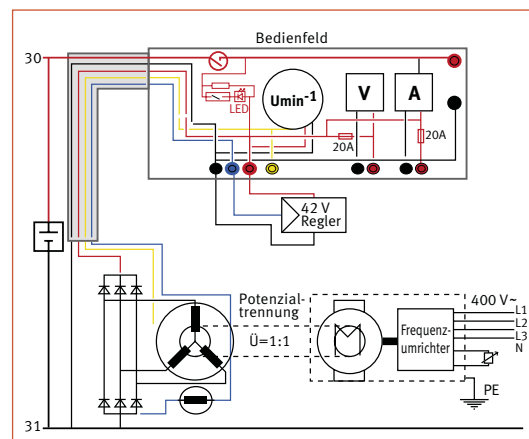 Bedienfeld
30
LED
Umin-1
V
A
20A
20A
42 V
Regler
Potenzial-
trennung
Ü=1:1
Frequenz-
umrichter
400 V~
L1
L2
L3
N
PE
31